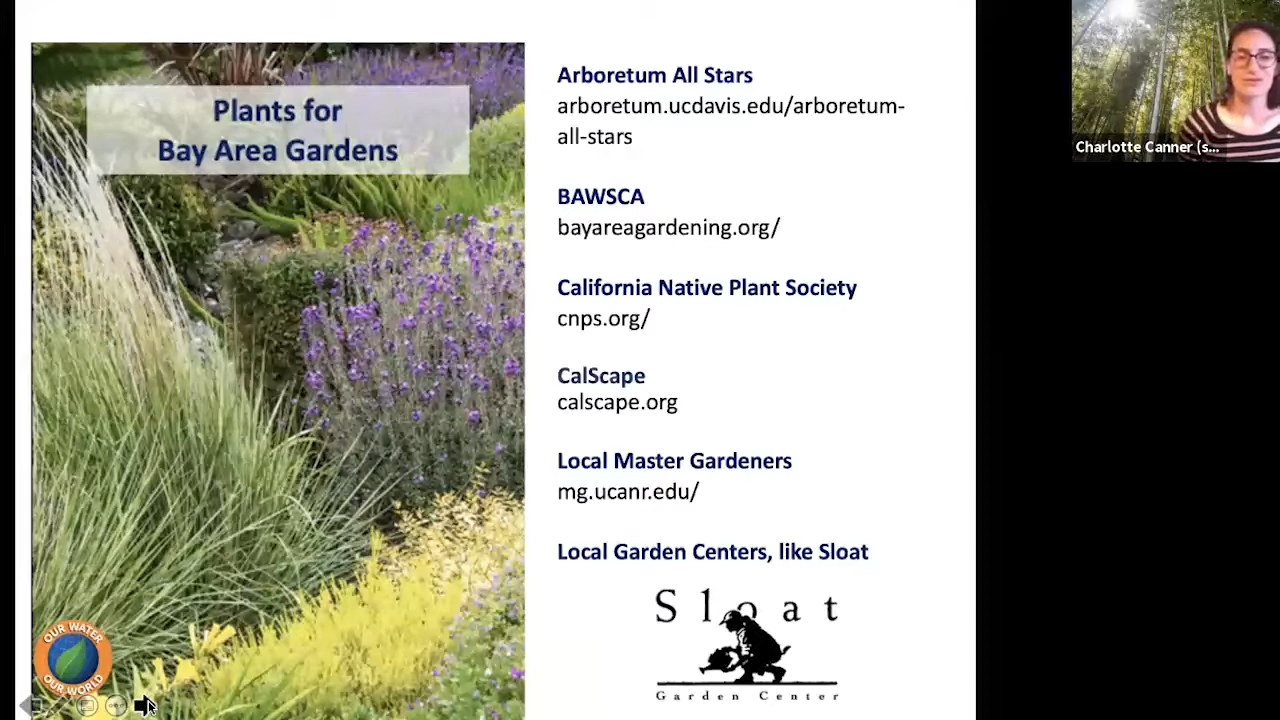 Plants for
Bay Area Gardens
Arboretum All Stars
arboretum.ucdavis.edu/arboretum-
all-stars
BAWSCA
bayareagardening.org/
California Native Plant Society
cnps.org/
CalScape
calscape.org
Local Master Gardeners
mg.ucanr.edu/
Local Garden Centers, like Sloat
Sloat
Garden Center
OUR WATER
OUR WORLD
Charlotte Canner (s...